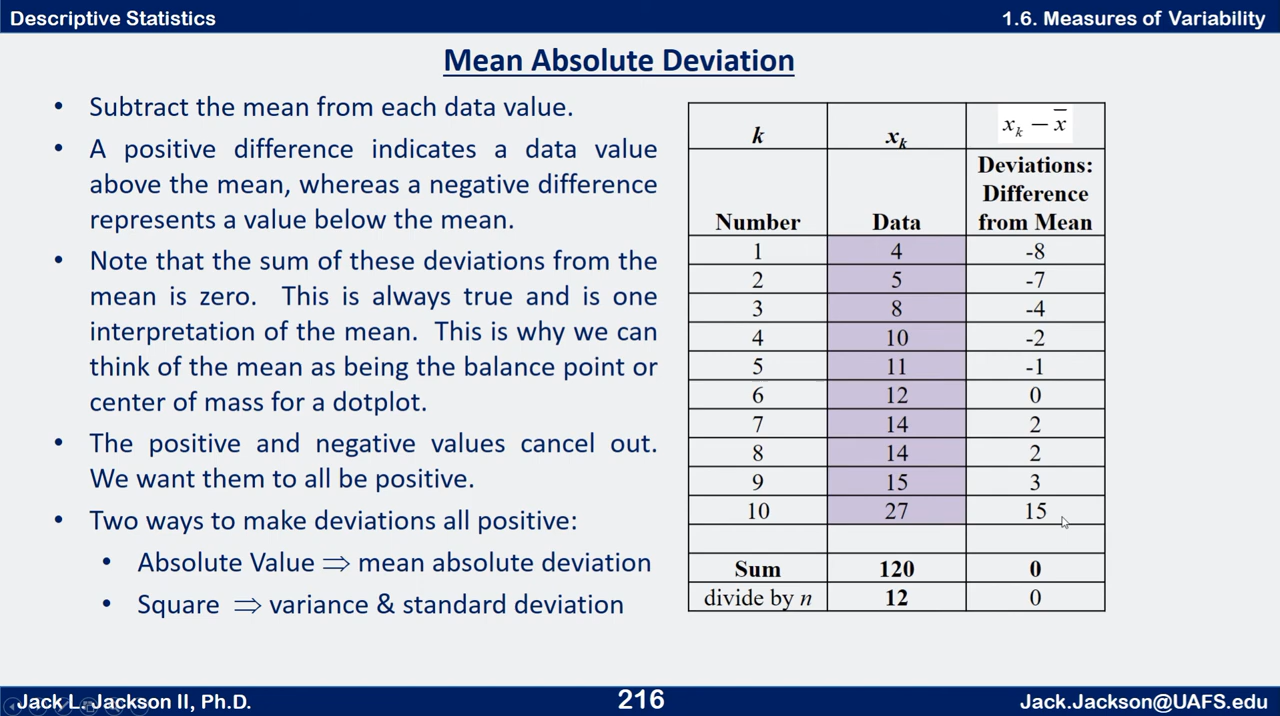 Descriptive Statistics
1.6. Measures of Variability
Mean Absolute Deviation
• Subtract the mean from each data value.
• A positive difference indicates a data value
above the mean, whereas a negative difference
represents a value below the mean.
• Note that the sum of these deviations from the
mean is zero. This is always true and is one
interpretation of the mean. This is why we can
think of the mean as being the balance point or
center of mass for a dotplot.
• The positive and negative values cancel out.
We want them to all be positive.
• Two ways to make deviations all positive:
• Absolute Value ⇒ mean absolute deviation
• Square ⇒ variance & standard deviation
k xₖ xₖ − x̅
Deviations:
Difference
Number Data from Mean
1 4 -8
2 5 -7
3 8 -4
4 10 -2
5 11 -1
6 12 0
7 14 2
8 14 2
9 15 3
10 27 15
Sum 120 0
divide by n 12 0
Jack L. Jackson II, Ph.D.
216
Jack.Jackson@UAFS.edu